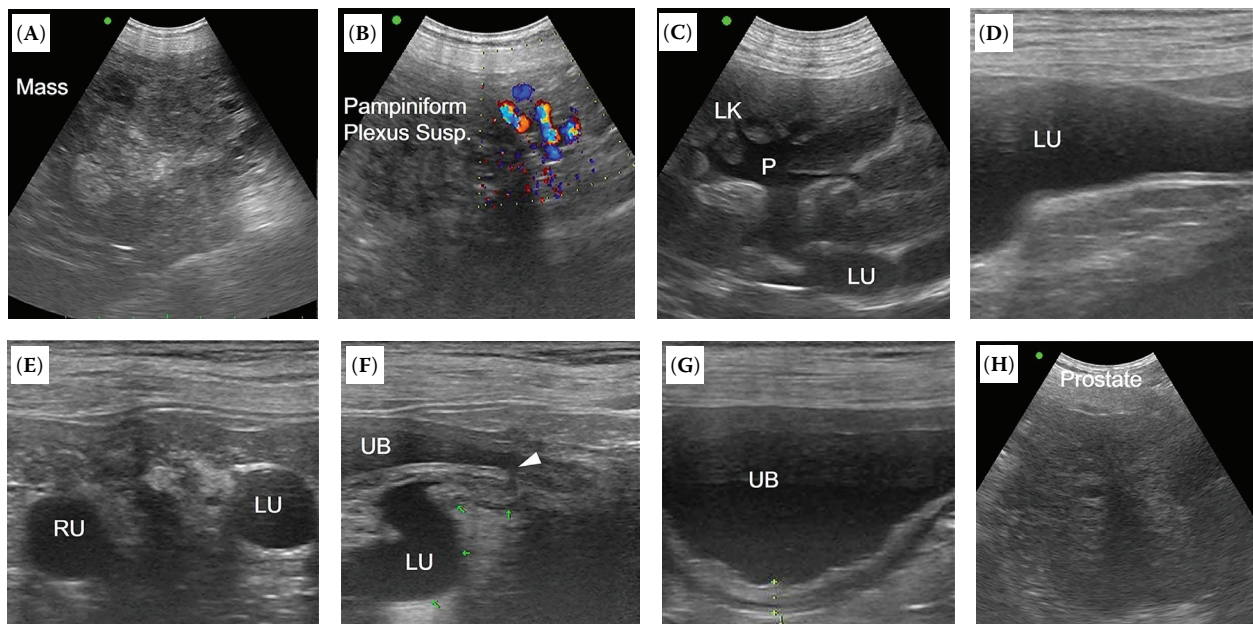 (A)
Mass
(B)
Pampiniform
Plexus Susp.
(C)
LK
P
LU
(D)
LU
(E)
RU
LU
(F)
UB
LU
(G)
UB
(H)
Prostate